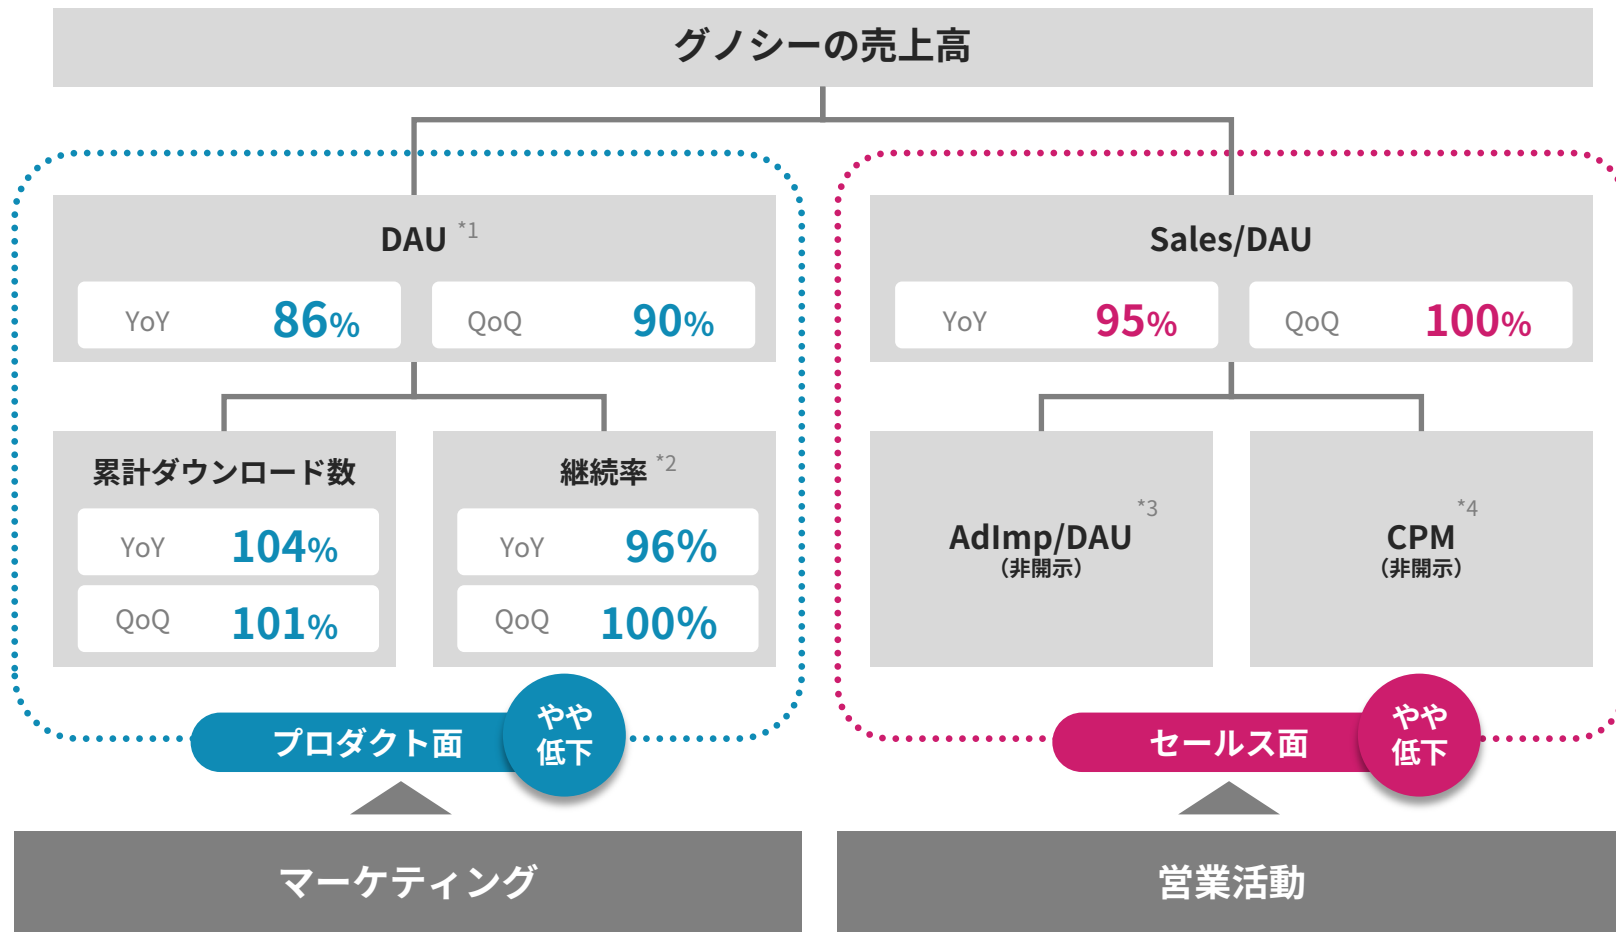 グノシーの売上高
DAU *1
YoY 86%
QoQ 90%
Sales/DAU
YoY 95%
QoQ 100%
累計ダウンロード数
YoY 104%
QoQ 101%
継続率 *2
YoY 96%
QoQ 100%
AdImp/DAU *3
（非開示）
CPM *4
（非開示）
プロダクト面
やや
低下
セールス面
やや
低下
マーケティング
営業活動